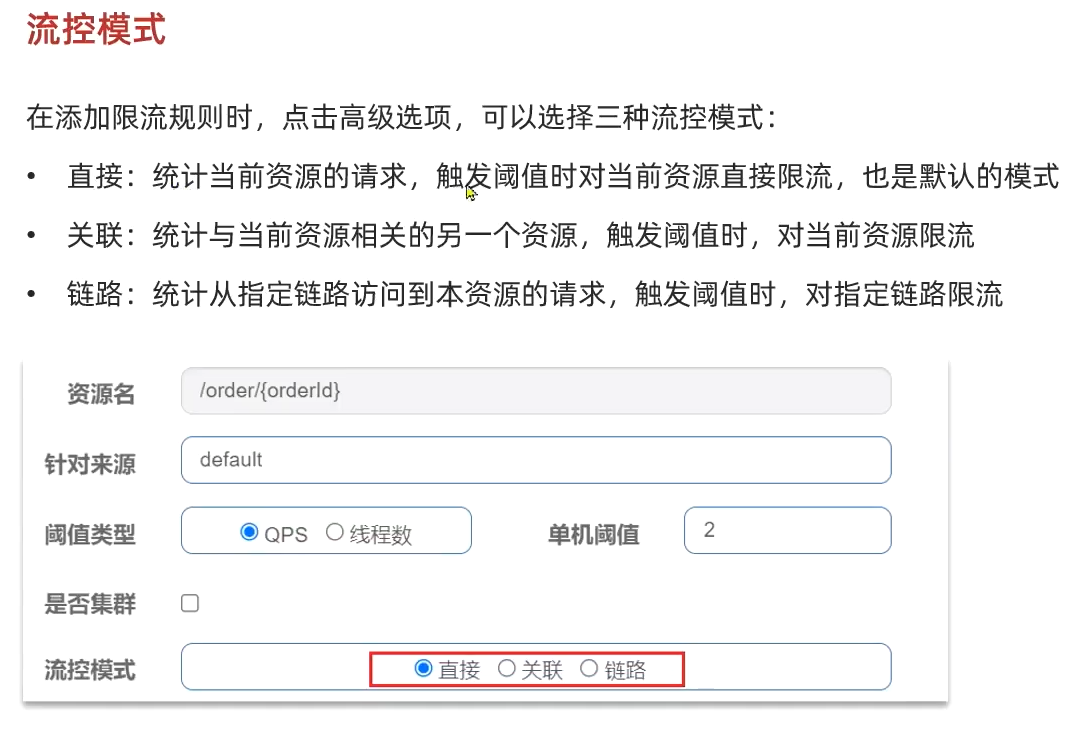 流控模式
在添加限流规则时，点击高级选项，可以选择三种流控模式：
• 直接：统计当前资源的请求，触发阈值时对当前资源直接限流，也是默认的模式
• 关联：统计与当前资源相关的另一个资源，触发阈值时，对当前资源限流
• 链路：统计从指定链路访问到本资源的请求，触发阈值时，对指定链路限流
资源名 /order/{orderId}
针对来源 default
阈值类型 QPS 线程数 单机阈值 2
是否集群
流控模式 直接 关联 链路